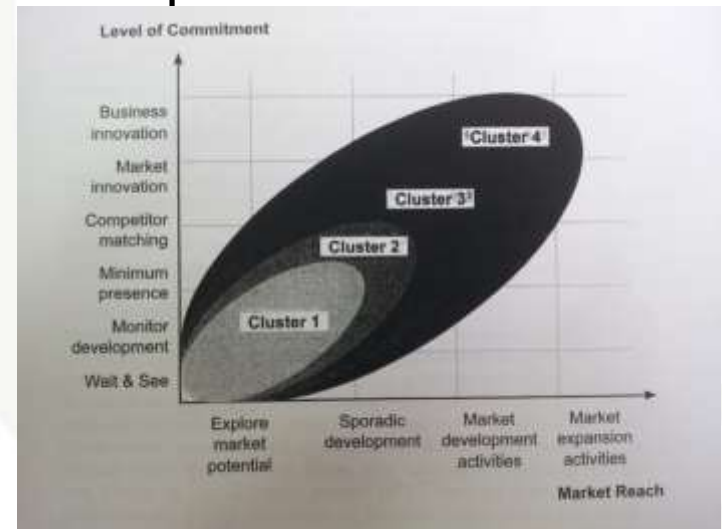 Level of Commitment
Business
innovation
Market
innovation
Competitor
matching
Minimum
presence
Monitor
development
Wait & See
Cluster 4
Cluster 3
Cluster 2
Cluster 1
Explore
market
potential
Sporadic
development
Market
development
activities
Market
expansion
activities
Market Reach